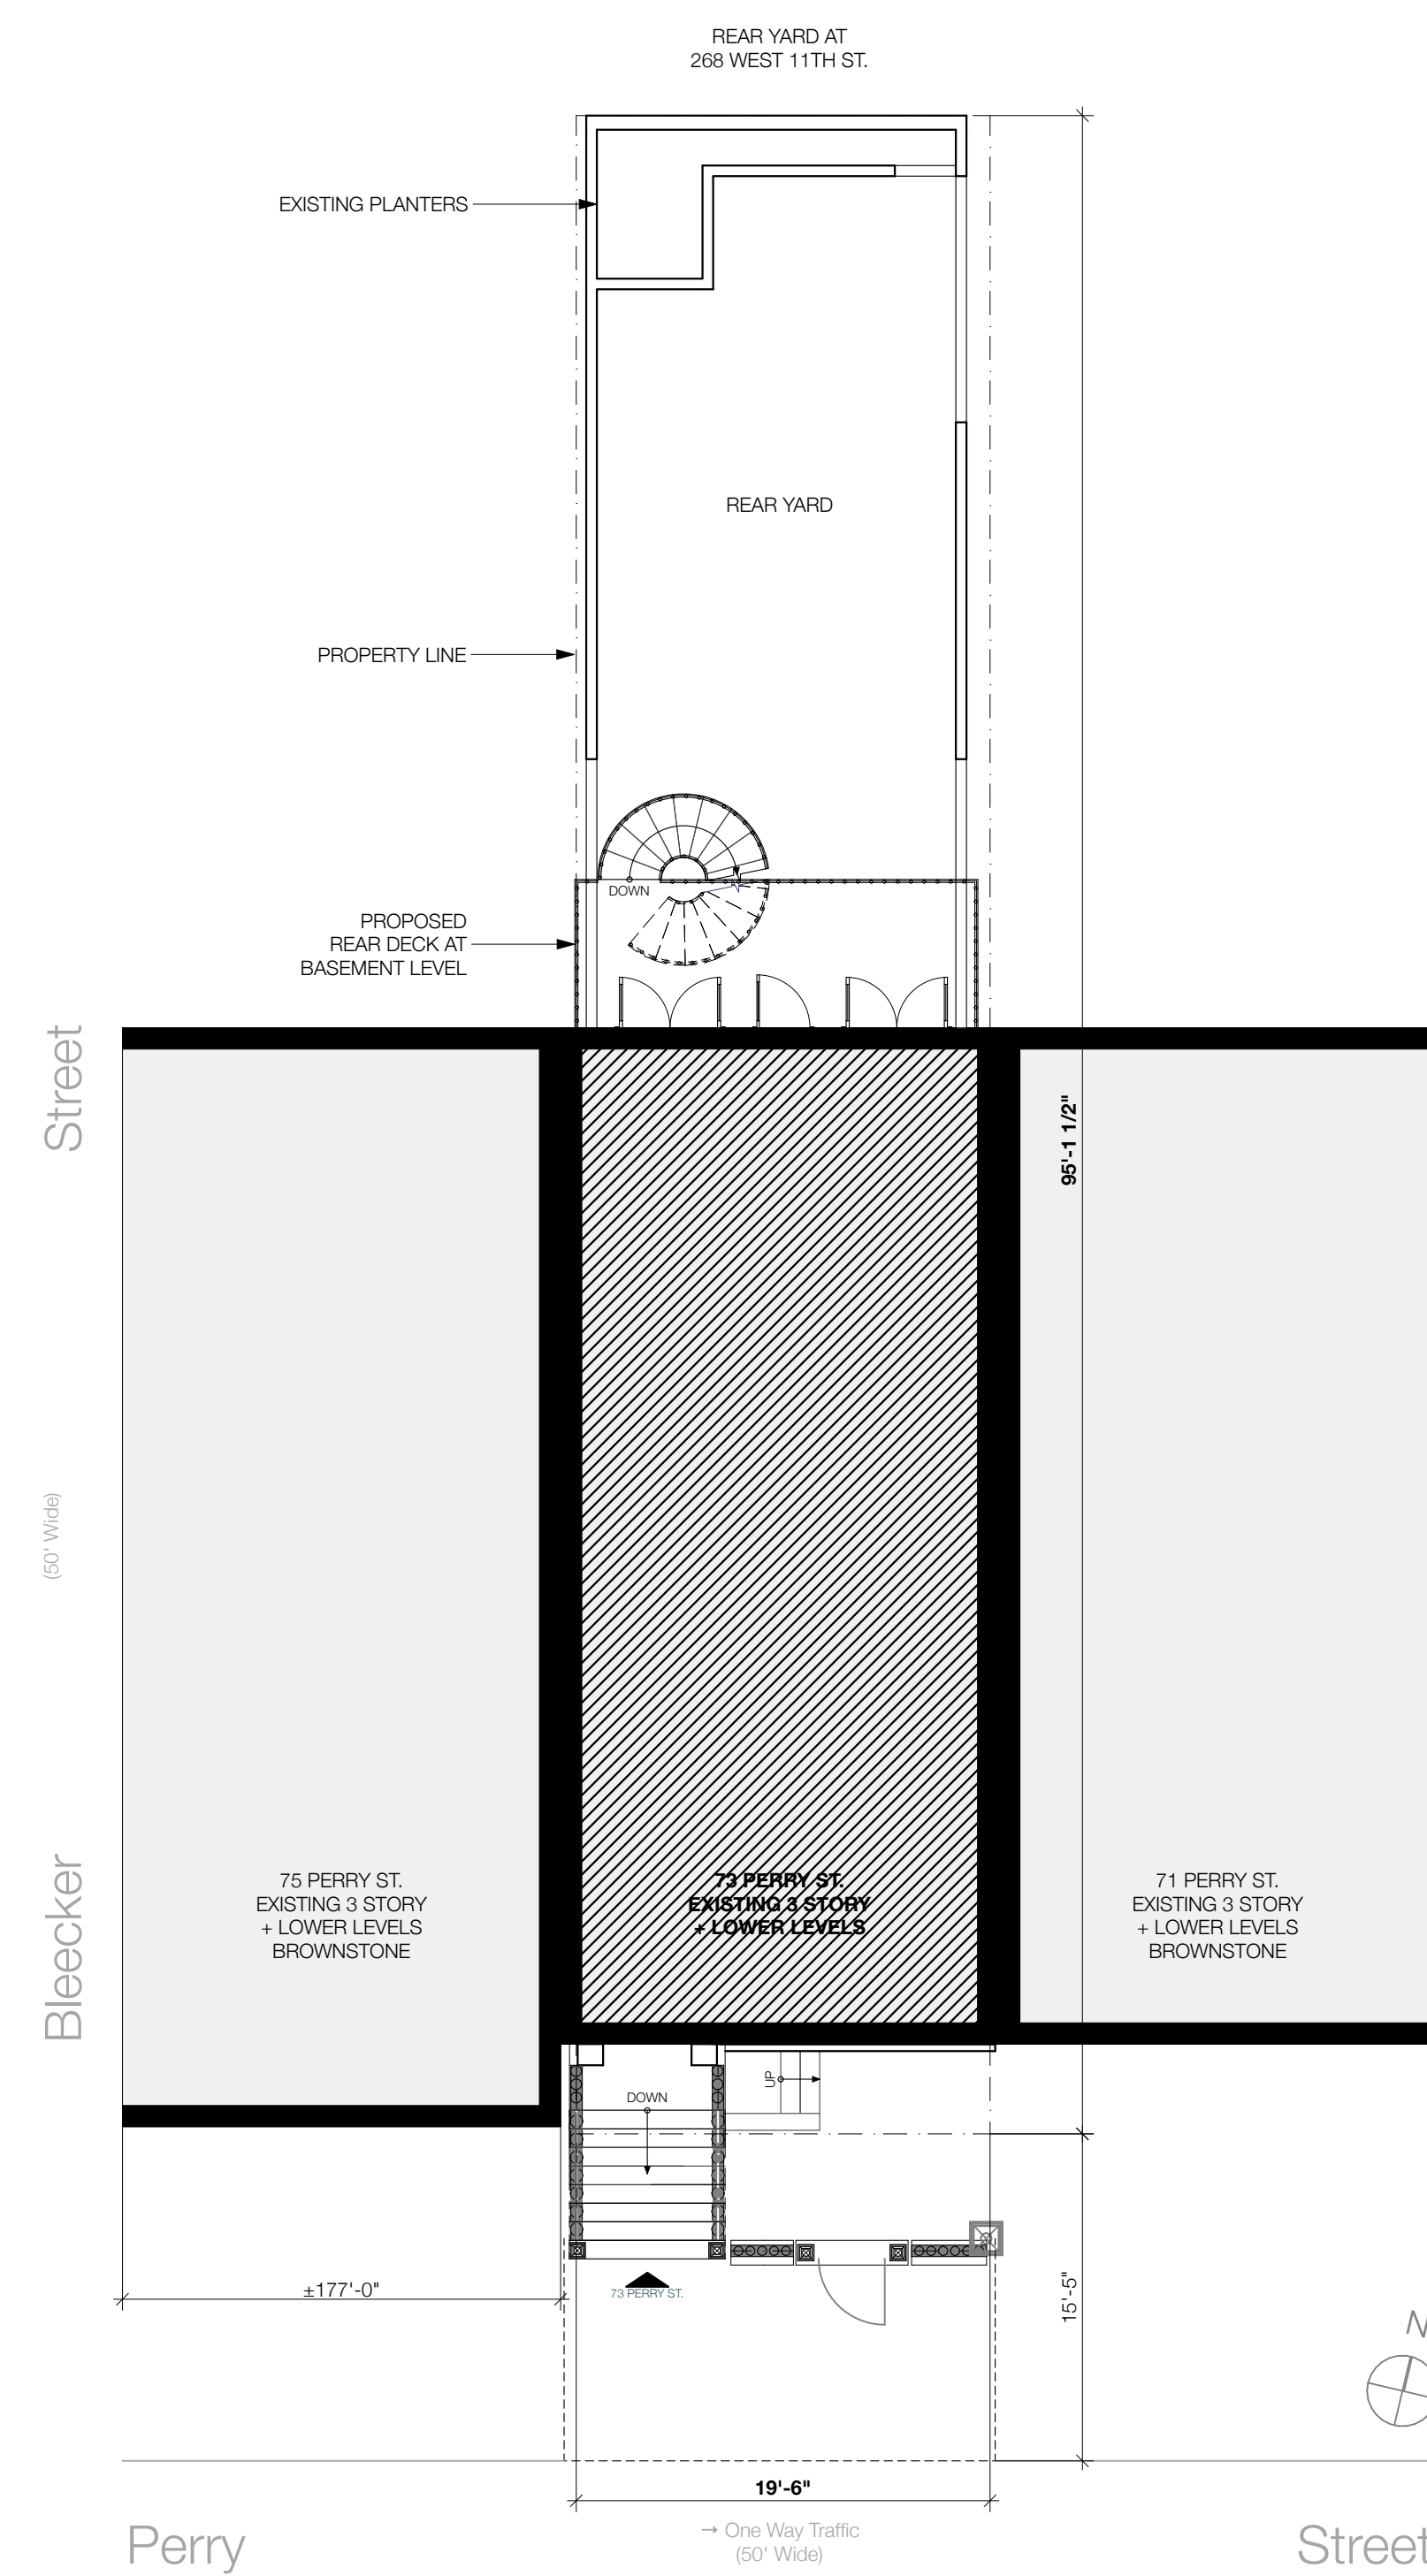 REAR YARD AT
268 WEST 11TH ST.
EXISTING PLANTERS
REAR YARD
PROPERTY LINE
DOWN
PROPOSED
REAR DECK AT
BASEMENT LEVEL
Street
95'-1 1/2"
(50' Wide)
Bleecker
75 PERRY ST.
EXISTING 3 STORY
+ LOWER LEVELS
BROWNSTONE
73 PERRY ST.
EXISTING 3 STORY
+ LOWER LEVELS
71 PERRY ST.
EXISTING 3 STORY
+ LOWER LEVELS
BROWNSTONE
UP
DOWN
±177'-0"
73 PERRY ST.
15'-5"
N
19'-6"
Perry
→ One Way Traffic
(50' Wide)
Street